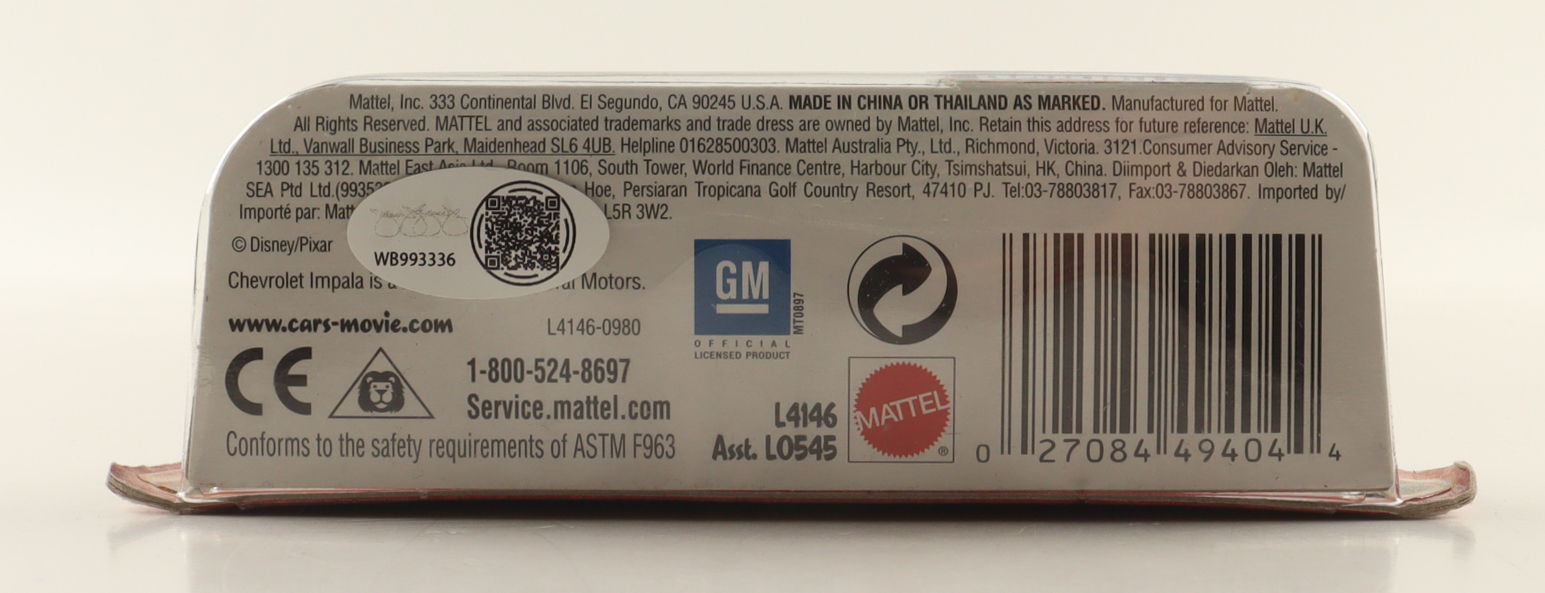 Mattel, Inc. 333 Continental Blvd. El Segundo, CA 90245 U.S.A. MADE IN CHINA OR THAILAND AS MARKED. Manufactured for Mattel.
All Rights Reserved. MATTEL and associated trademarks and trade dress are owned by Mattel, Inc. Retain this address for future reference: Mattel U.K.
Ltd., Vanwall Business Park, Maidenhead SL6 4UB. Helpline 01628500303. Mattel Australia Pty., Ltd., Richmond, Victoria. 3121.Consumer Advisory Service -
1300 135 312. Mattel East Asia Ltd., Room 1106, South Tower, World Finance Centre, Harbour City, Tsimshatsui, HK, China. Diimport & Diedarkan Oleh: Mattel
SEA Ptd Ltd. Hoe, Persiaran Tropicana Golf Country Resort, 47410 PJ. Tel:03-78803817, Fax:03-78803867. Imported by/
Importé par: L5R 3W2.
WB993336
© Disney/Pixar
Chevrolet Impala is Motors.
www.cars-movie.com
L4146-0980
CE
1-800-524-8697
Service.mattel.com
Conforms to the safety requirements of ASTM F963
GM
MT0897
OFFICIAL
LICENSED PRODUCT
L4146
Asst. L0545
MATTEL
®
0 27084 49404 4